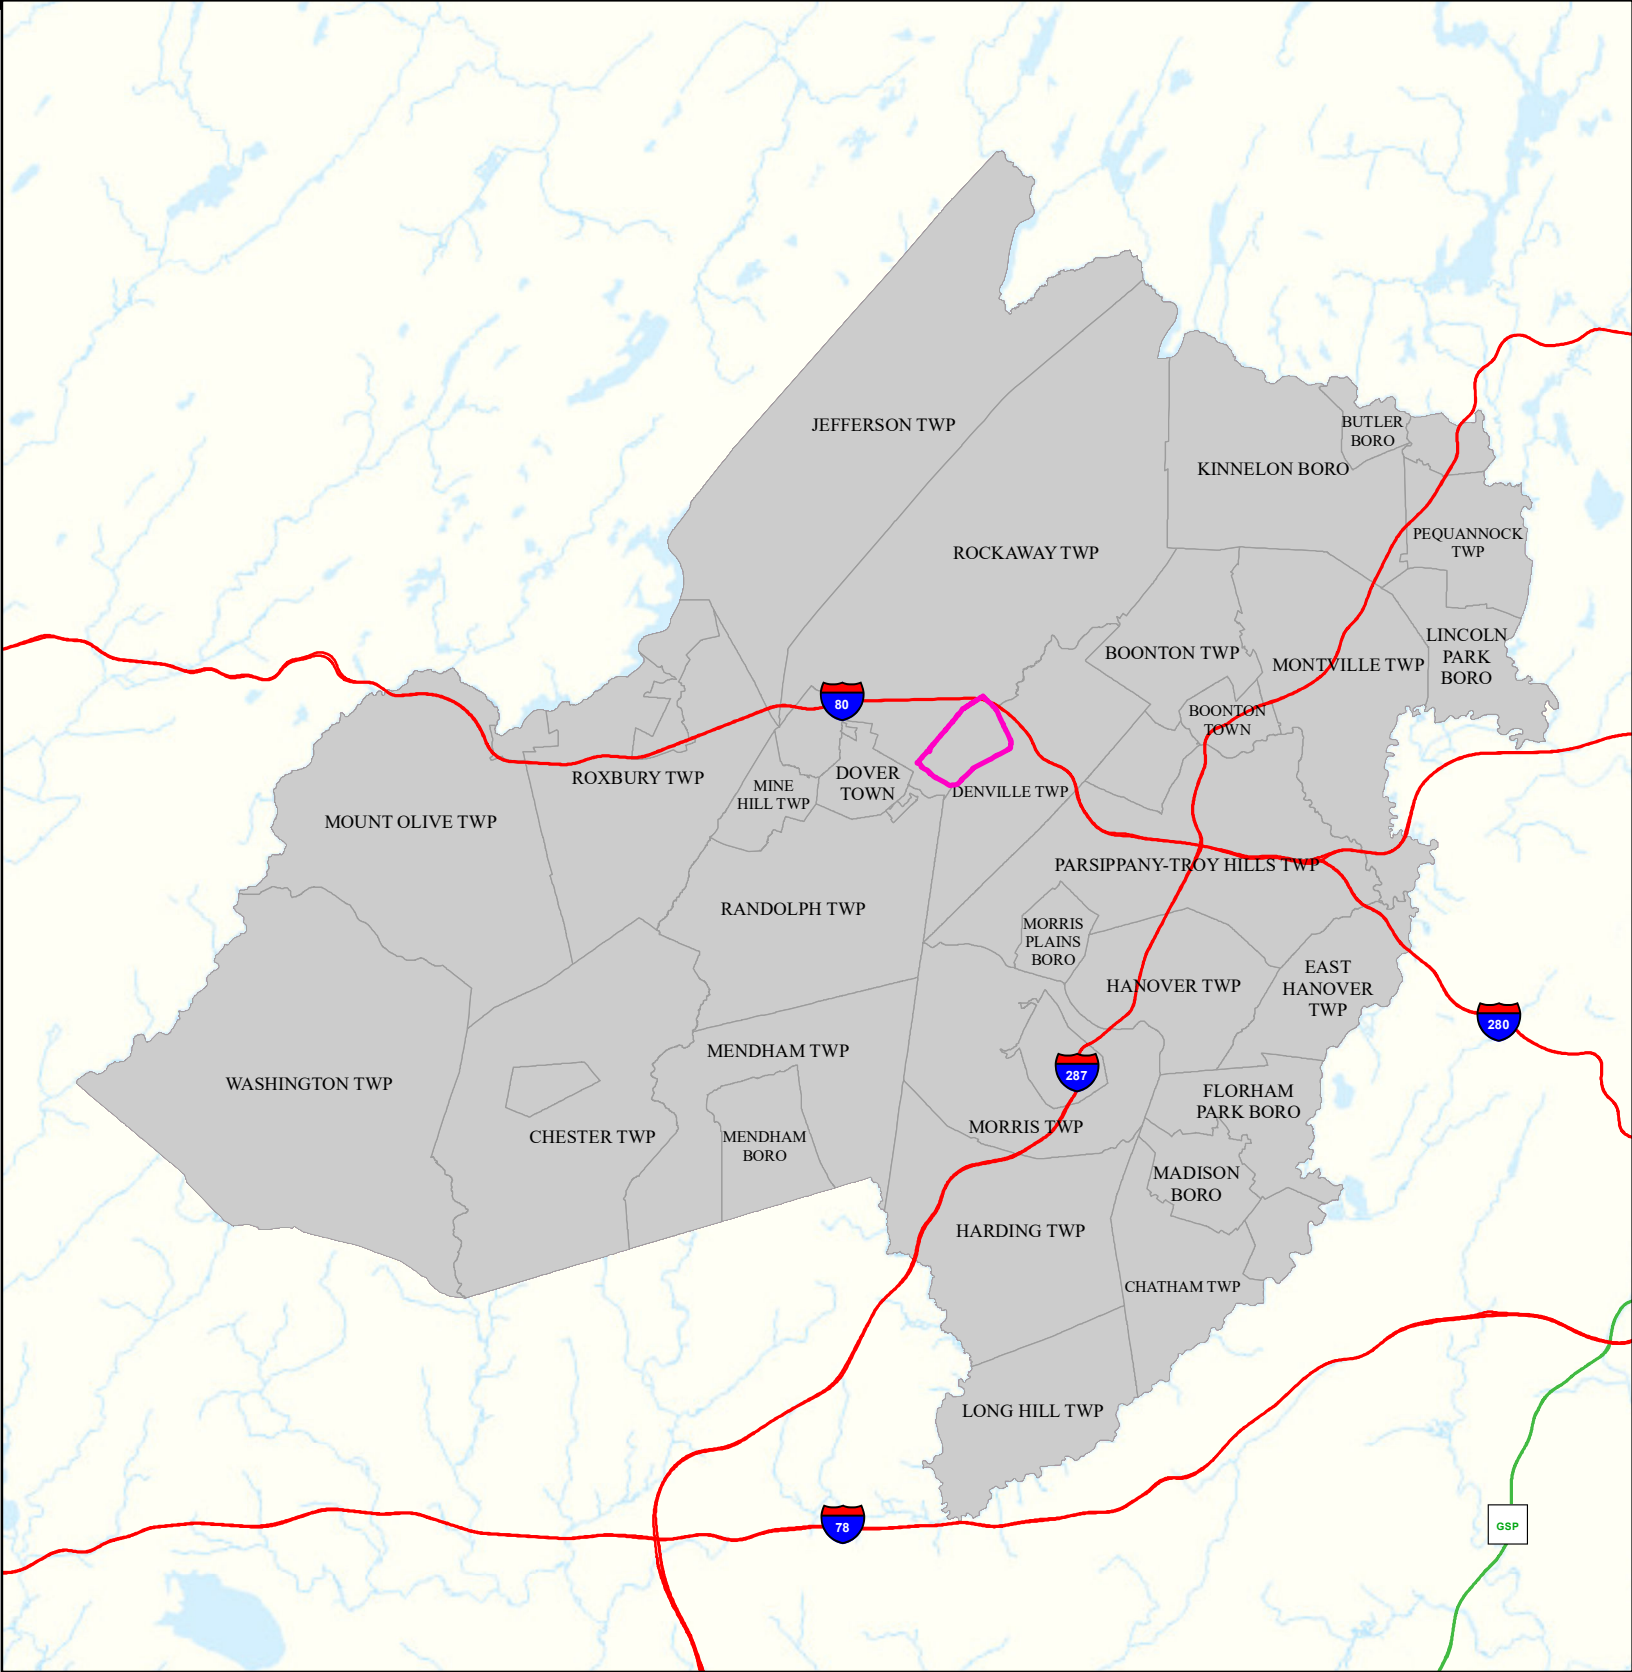 JEFFERSON TWP
BUTLER
BORO
KINNELON BORO
PEQUANNOCK
TWP
ROCKAWAY TWP
LINCOLN
PARK
BORO
BOONTON TWP
MONTVILLE TWP
80
BOONTON
TOWN
ROXBURY TWP
MINE
HILL TWP
DOVER
TOWN
DENVILLE TWP
MOUNT OLIVE TWP
PARSIPPANY-TROY HILLS TWP
RANDOLPH TWP
MORRIS
PLAINS
BORO
EAST
HANOVER
TWP
HANOVER TWP
280
MENDHAM TWP
287
WASHINGTON TWP
FLORHAM
PARK BORO
CHESTER TWP
MENDHAM
BORO
MORRIS TWP
MADISON
BORO
HARDING TWP
CHATHAM TWP
LONG HILL TWP
78
GSP